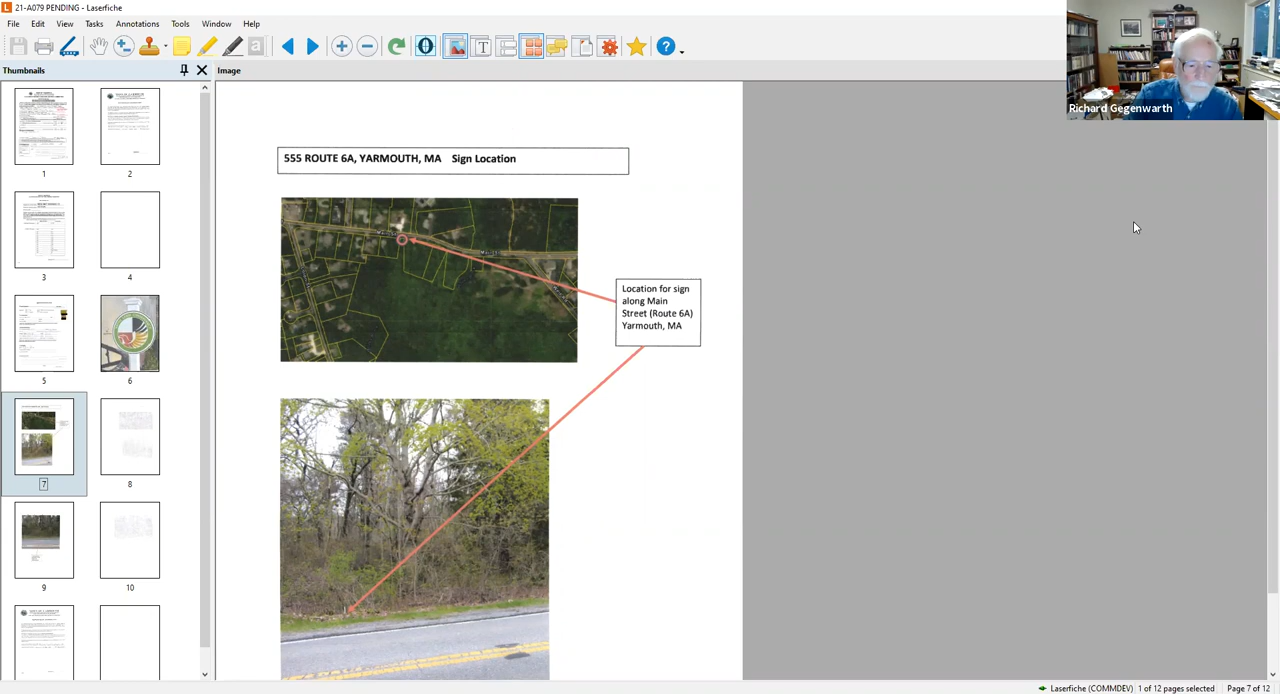 21-A079 PENDING - Laserfiche
File Edit View Tasks Annotations Tools Window Help
Thumbnails
Image
Richard Gegenwarth
555 ROUTE 6A, YARMOUTH, MA Sign Location
Location for sign
along Main
Street (Route 6A)
Yarmouth, MA
1
2
3
4
5
6
7
8
9
10
Laserfiche (COMMDEV) 1 of 12 pages selected Page 7 of 12